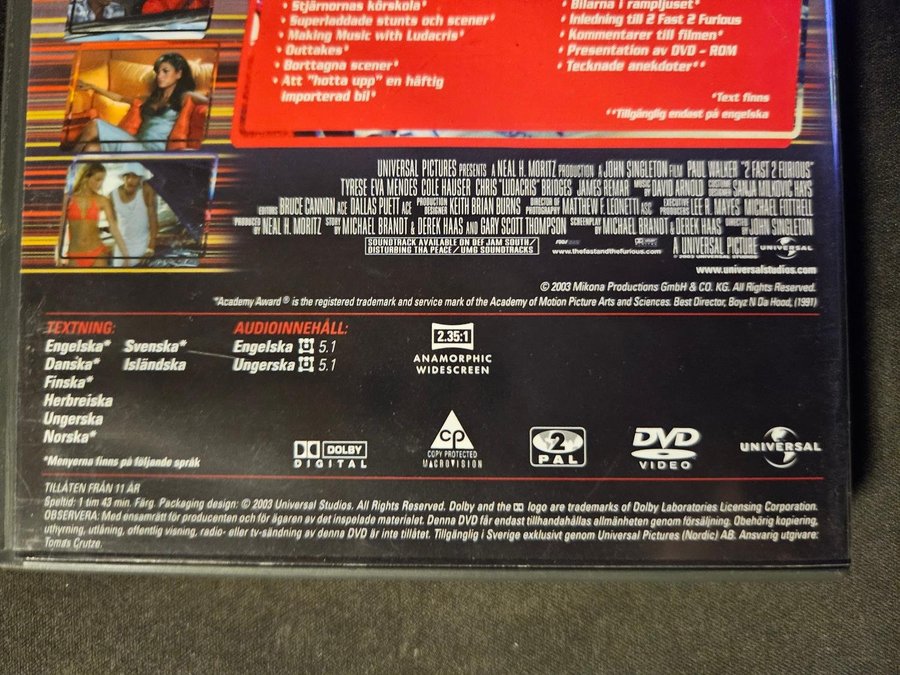 • Stjärnornas körskola*
• Superladdade stunts och scener*
• Making Music with Ludacris*
• Outtakes*
• Borttagna scener*
• Att "hotta upp" en häftig
importerad bil*
• Bilarna i rampljuset*
• Inledning till 2 Fast 2 Furious
• Kommentarer till filmen*
• Presentation av DVD - ROM
• Tecknade anekdoter**
*Text finns
**Tillgänglig endast på engelska
UNIVERSAL PICTURES PRESENTS A NEAL H. MORITZ PRODUCTION A JOHN SINGLETON FILM PAUL WALKER "2 FAST 2 FURIOUS"
TYRESE EVA MENDES COLE HAUSER CHRIS "LUDACRIS" BRIDGES JAMES REMAR MUSIC BY DAVID ARNOLD SANJA MILKOVIC HAYS
EDITORS BRUCE CANNON ACE DALLAS PUETT ACE PRODUCTION DESIGNER KEITH BRIAN BURNS DIRECTOR OF PHOTOGRAPHY MATTHEW F. LEONETTI ASC EXECUTIVE PRODUCERS LEE R. MAYES MICHAEL FOTTRELL
PRODUCED BY NEAL H. MORITZ STORY BY MICHAEL BRANDT & DEREK HAAS AND GARY SCOTT THOMPSON SCREENPLAY BY MICHAEL BRANDT & DEREK HAAS DIRECTED BY JOHN SINGLETON
SOUNDTRACK AVAILABLE ON DEF JAM SOUTH/
DISTURBING THA PEACE / UMG SOUNDTRACKS
www.thefastandthefurious.com
A UNIVERSAL PICTURE
© 2003 UNIVERSAL STUDIOS
UNIVERSAL
www.universalstudios.com
© 2003 Mikona Productions GmbH & CO. KG. All Rights Reserved.
*Academy Award ® is the registered trademark and service mark of the Academy of Motion Picture Arts and Sciences. Best Director, Boyz N Da Hood, (1991)
TEXTNING:
Engelska* Svenska*
Danska* Isländska
Finska*
Herbreiska
Ungerska
Norska*
*Menyerna finns på följande språk
AUDIOINNEHÅLL:
Engelska 5.1
Ungerska 5.1
2.35:1
ANAMORPHIC
WIDESCREEN
DOLBY
DIGITAL
CP
COPY PROTECTED
MACROVISION
2
PAL
DVD
VIDEO
UNIVERSAL
TILLÅTEN FRÅN 11 ÅR
Speltid: 1 tim 43 min. Färg. Packaging design: © 2003 Universal Studios. All Rights Reserved. Dolby and the logo are trademarks of Dolby Laboratories Licensing Corporation.
OBSERVERA: Med ensamrätt för producenten och för ägaren av det inspelade materialet. Denna DVD får endast tillhandahållas allmänheten genom försäljning. Obehörig kopiering,
uthyrning, utlåning, offentlig visning, radio- eller tv-sändning av denna DVD är inte tillåtet. Tillgänglig i Sverige exklusivt genom Universal Pictures (Nordic) AB. Ansvarig utgivare:
Tomas Crutze.